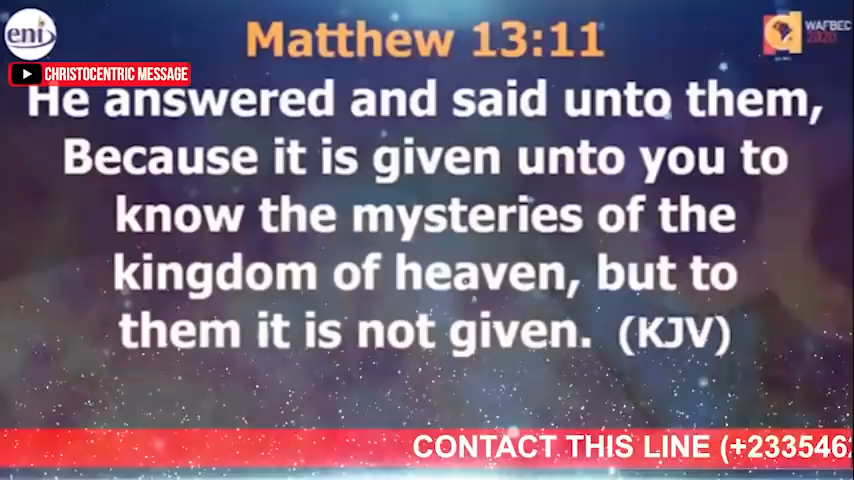 eni
WAFBEC
2020
Matthew 13:11
CHRISTOCENTRIC MESSAGE
He answered and said unto them,
Because it is given unto you to
know the mysteries of the
kingdom of heaven, but to
them it is not given. (KJV)
CONTACT THIS LINE (+233546